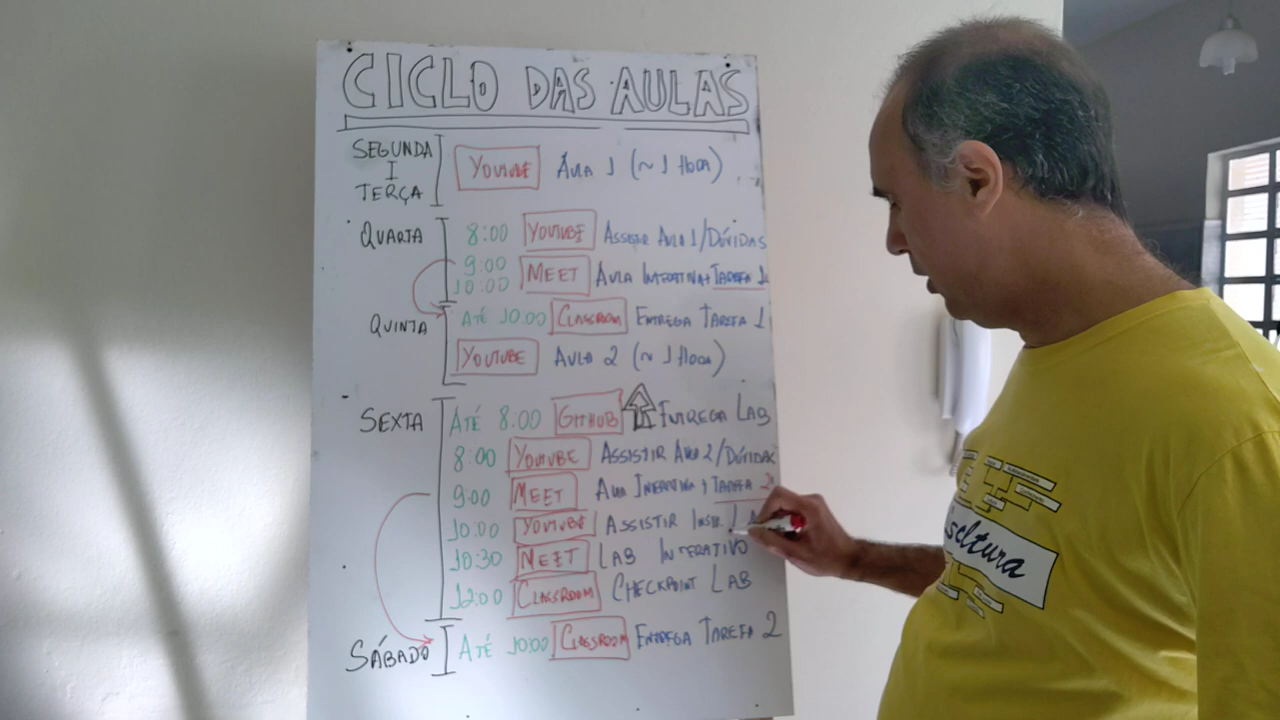 CICLO DAS AULAS
SEGUNDA
I
TERÇA
YOUTUBE AULA 1 (~ 1 HORA)
QUARTA
8:00 YOUTUBE ASSISTIR AULA 1/DÚVIDAS
9:00
10:00
MEET AULA INTERATIVA + TAREFA 1
QUINTA
ATÉ 10:00 CLASSROOM ENTREGA TAREFA 1
YOUTUBE AULA 2 (~ 1 HORA)
SEXTA
ATÉ 8:00 GITHUB ENTREGA LAB
8:00 YOUTUBE ASSISTIR AULA 2/DÚVIDAS
9:00 MEET AULA INTERATIVA + TAREFA 2
10:00 YOUTUBE ASSISTIR
10:30 MEET LAB INTERATIVO
12:00 CLASSROOM CHECKPOINT LAB
SÁBADO
ATÉ 10:00 CLASSROOM ENTREGA TAREFA 2